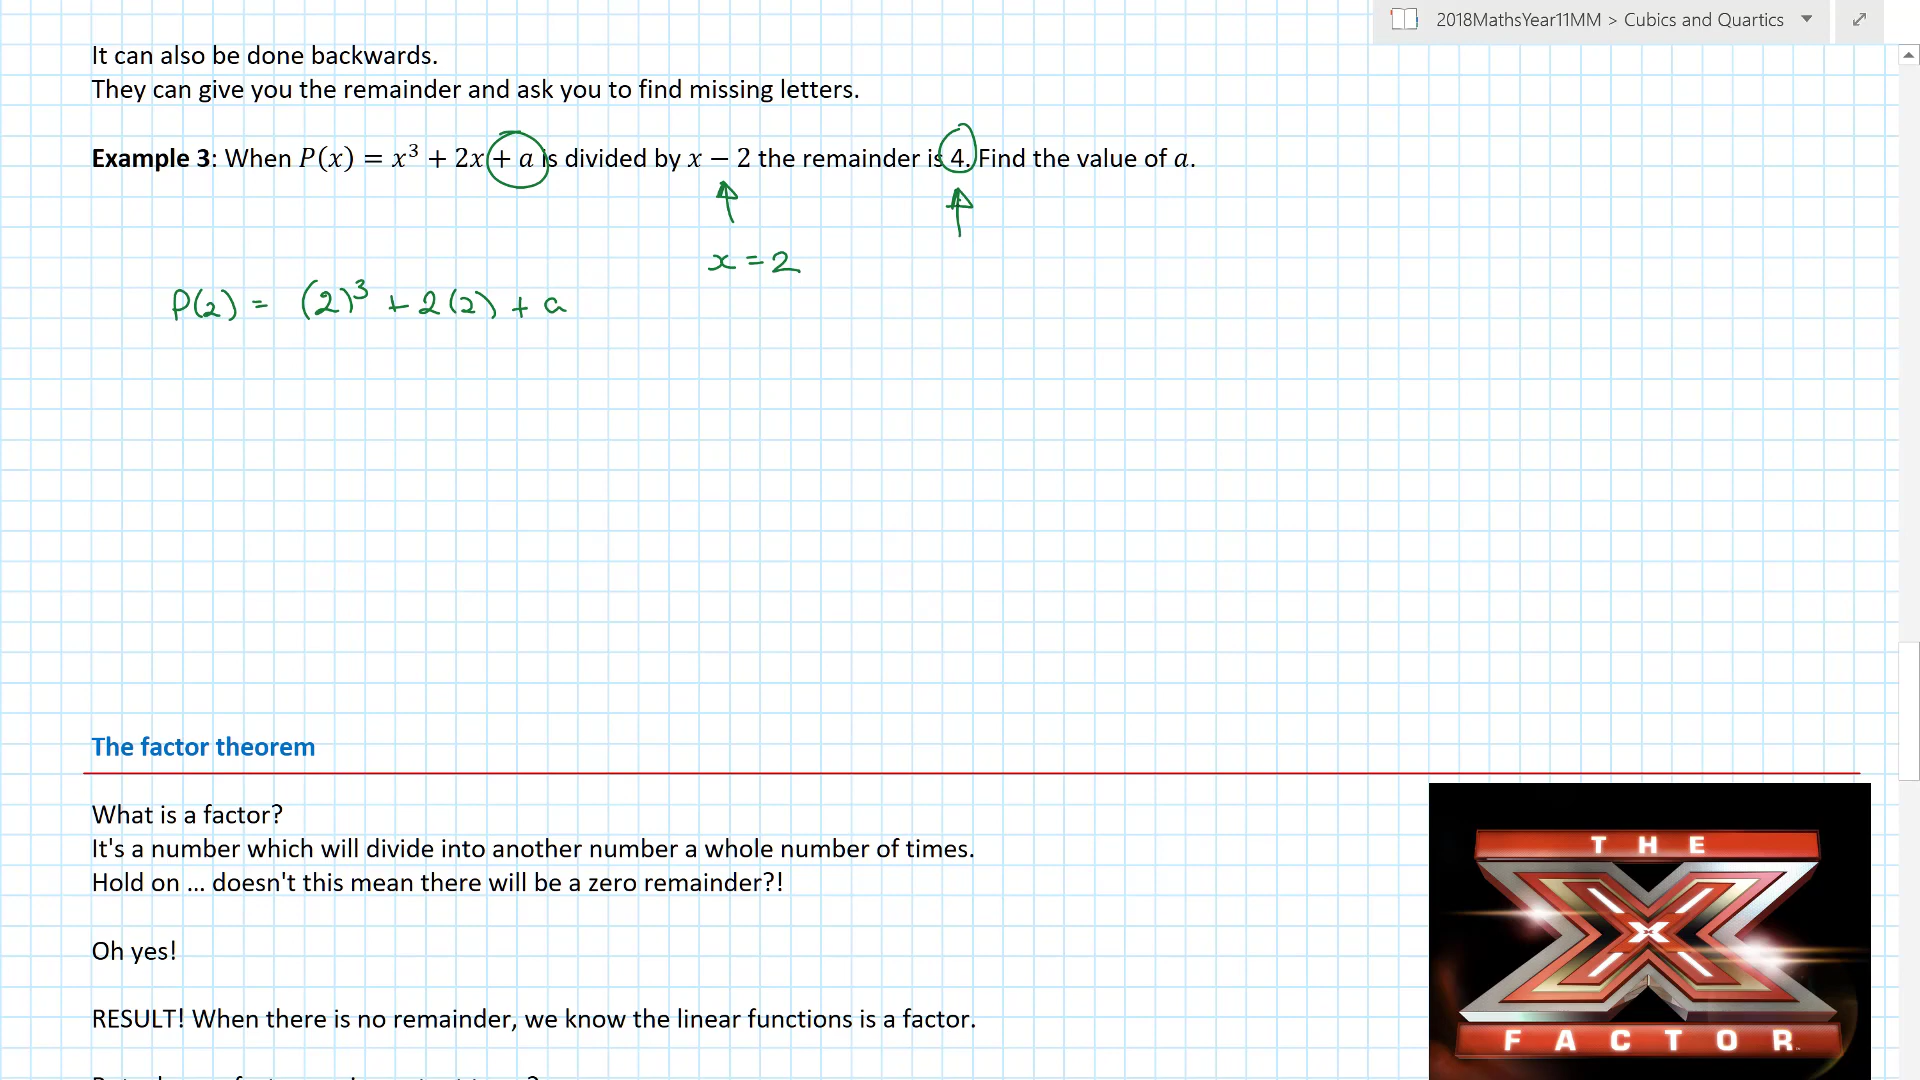 2018MathsYear11MM > Cubics and Quartics
It can also be done backwards.
They can give you the remainder and ask you to find missing letters.
Example 3: When P(x) = x³ + 2x + a is divided by x − 2 the remainder is 4. Find the value of a.
x = 2
P(2) = (2)³ + 2(2) + a
The factor theorem
What is a factor?
It's a number which will divide into another number a whole number of times.
Hold on ... doesn't this mean there will be a zero remainder?!
Oh yes!
RESULT! When there is no remainder, we know the linear functions is a factor.
THE
X
FACTOR